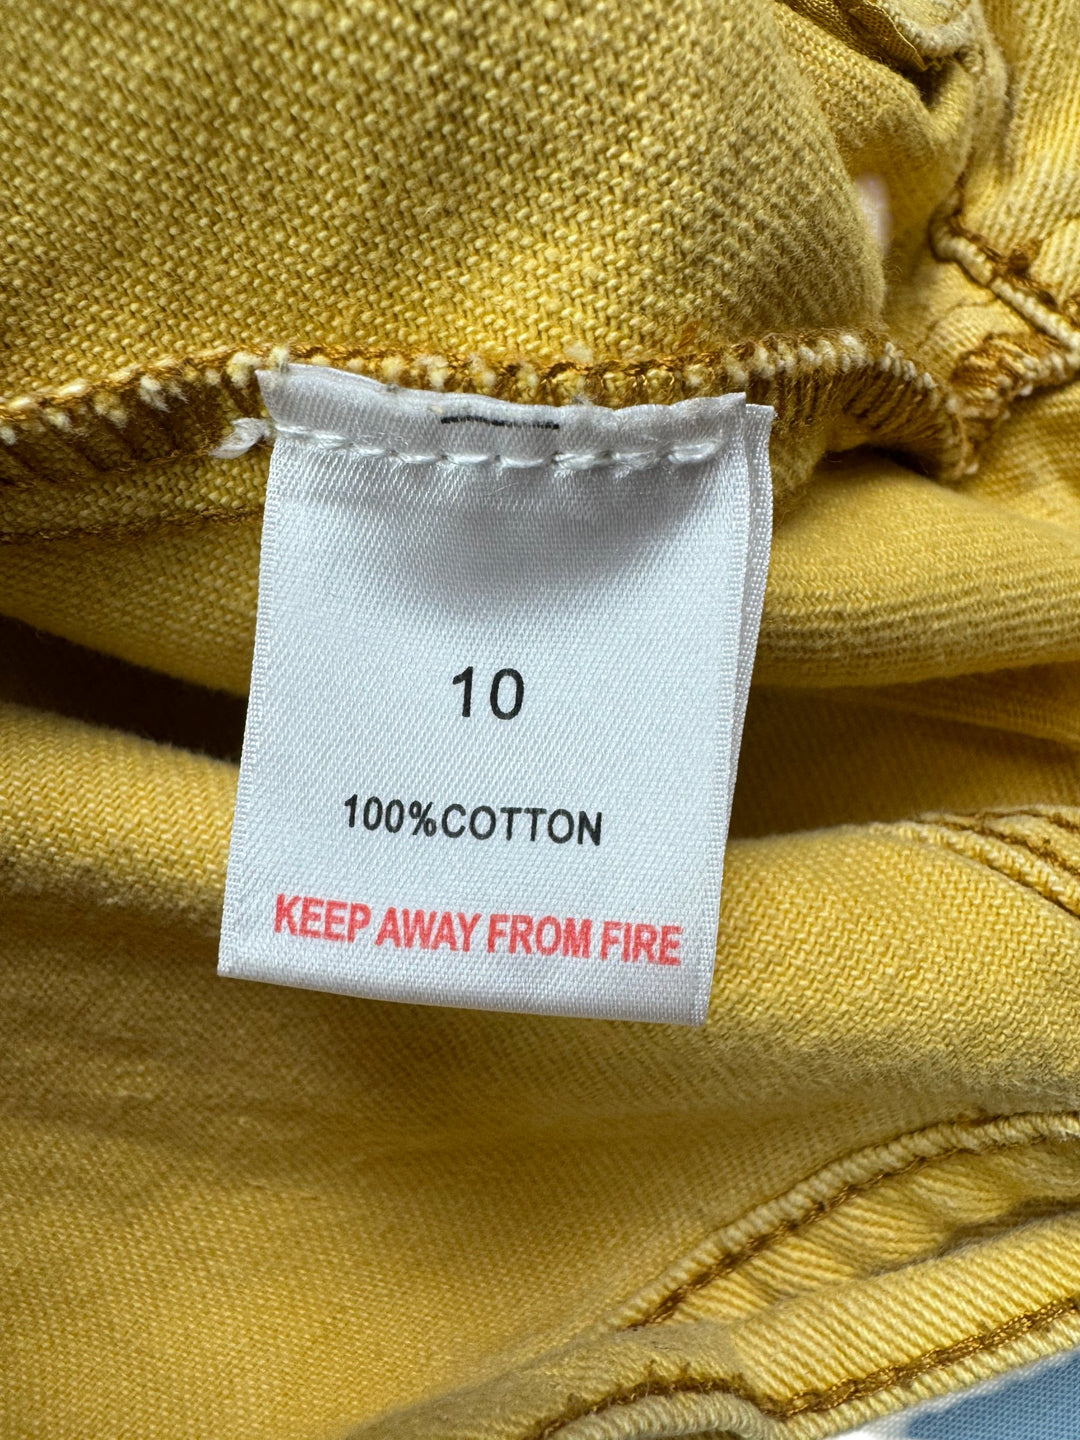 10
100%COTTON
KEEP AWAY FROM FIRE